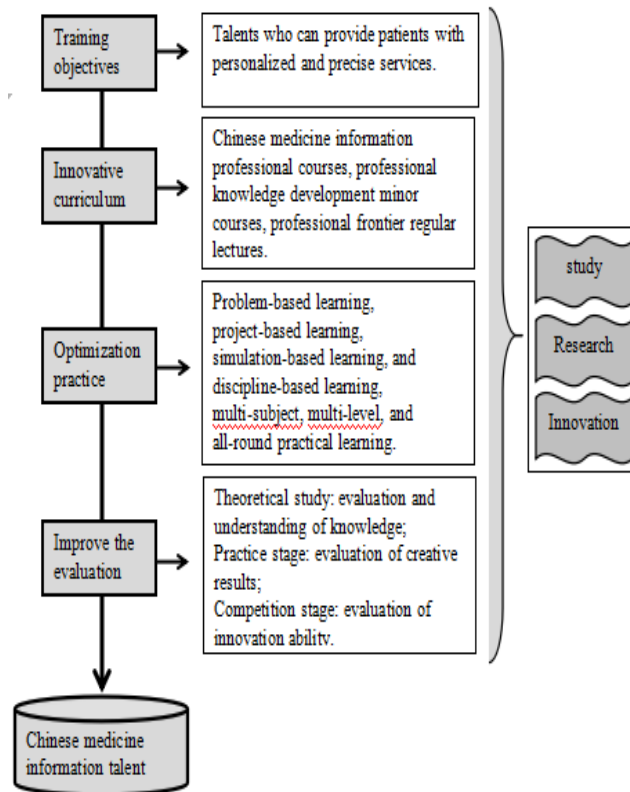 Training
objectives
Talents who can provide patients with
personalized and precise services.
Innovative
curriculum
Chinese medicine information
professional courses, professional
knowledge development minor
courses, professional frontier regular
lectures.
Optimization
practice
Problem-based learning,
project-based learning,
simulation-based learning, and
discipline-based learning,
multi-subject, multi-level, and
all-round practical learning.
Improve the
evaluation
Theoretical study: evaluation and
understanding of knowledge;
Practice stage: evaluation of creative
results;
Competition stage: evaluation of
innovation ability.
Chinese medicine
information talent
study
Research
Innovation